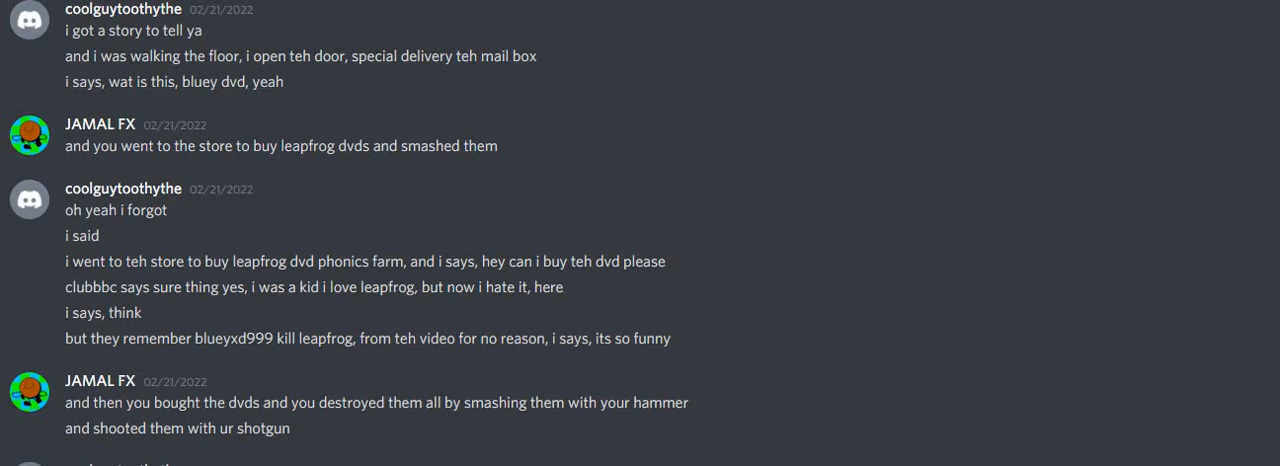 coolguytoothythe 02/21/2022
i got a story to tell ya
and i was walking the floor, i open teh door, special delivery teh mail box
i says, wat is this, bluey dvd, yeah
JAMAL FX 02/21/2022
and you went to the store to buy leapfrog dvds and smashed them
coolguytoothythe 02/21/2022
oh yeah i forgot
i said
i went to teh store to buy leapfrog dvd phonics farm, and i says, hey can i buy teh dvd please
clubbbc says sure thing yes, i was a kid i love leapfrog, but now i hate it, here
i says, think
but they remember blueyxd999 kill leapfrog, from teh video for no reason, i says, its so funny
JAMAL FX 02/21/2022
and then you bought the dvds and you destroyed them all by smashing them with your hammer
and shooted them with ur shotgun